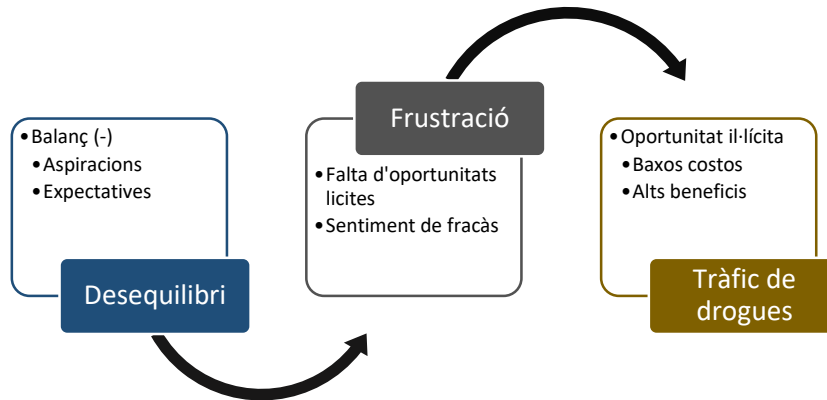 •Balanç (-)
•Aspiracions
•Expectatives
Desequilibri
Frustració
•Falta d'oportunitats
licites
•Sentiment de fracàs
•Oportunitat il·lícita
•Baxos costos
•Alts beneficis
Tràfic de
drogues